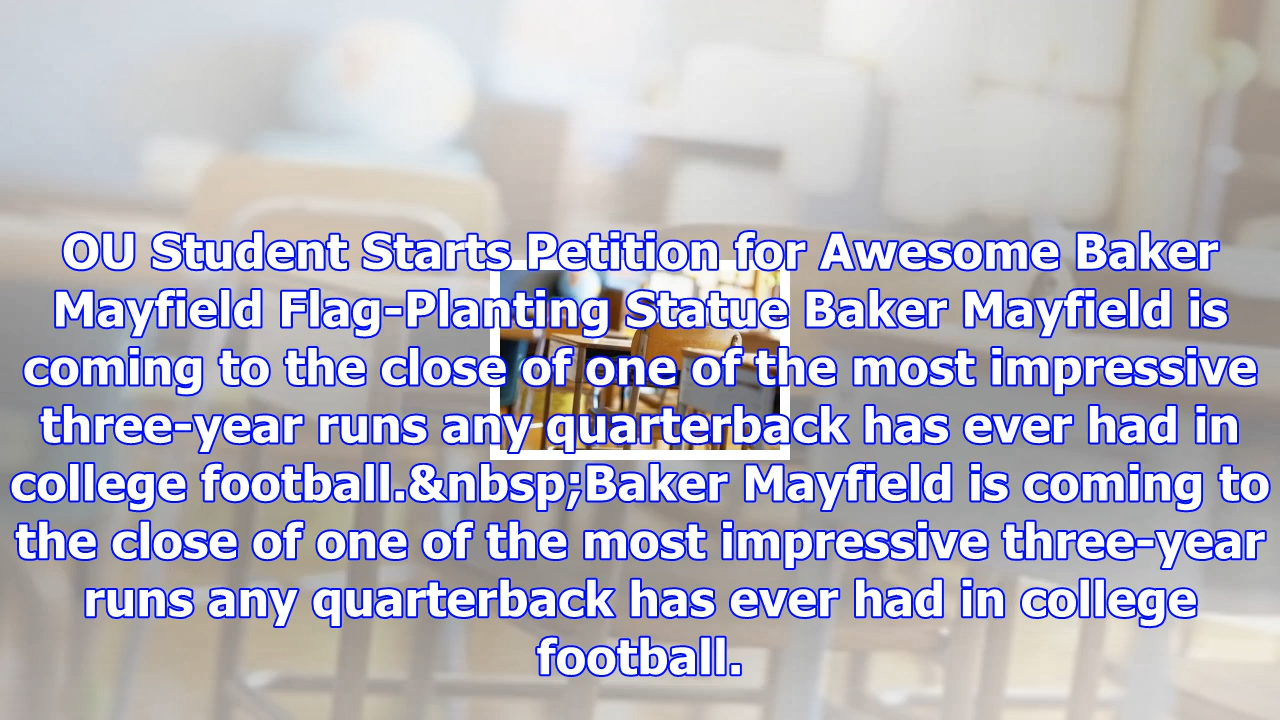 OU Student Starts Petition for Awesome Baker
Mayfield Flag-Planting Statue Baker Mayfield is
coming to the close of one of the most impressive
three-year runs any quarterback has ever had in
college football.&nbsp;Baker Mayfield is coming to
the close of one of the most impressive three-year
runs any quarterback has ever had in college
football.